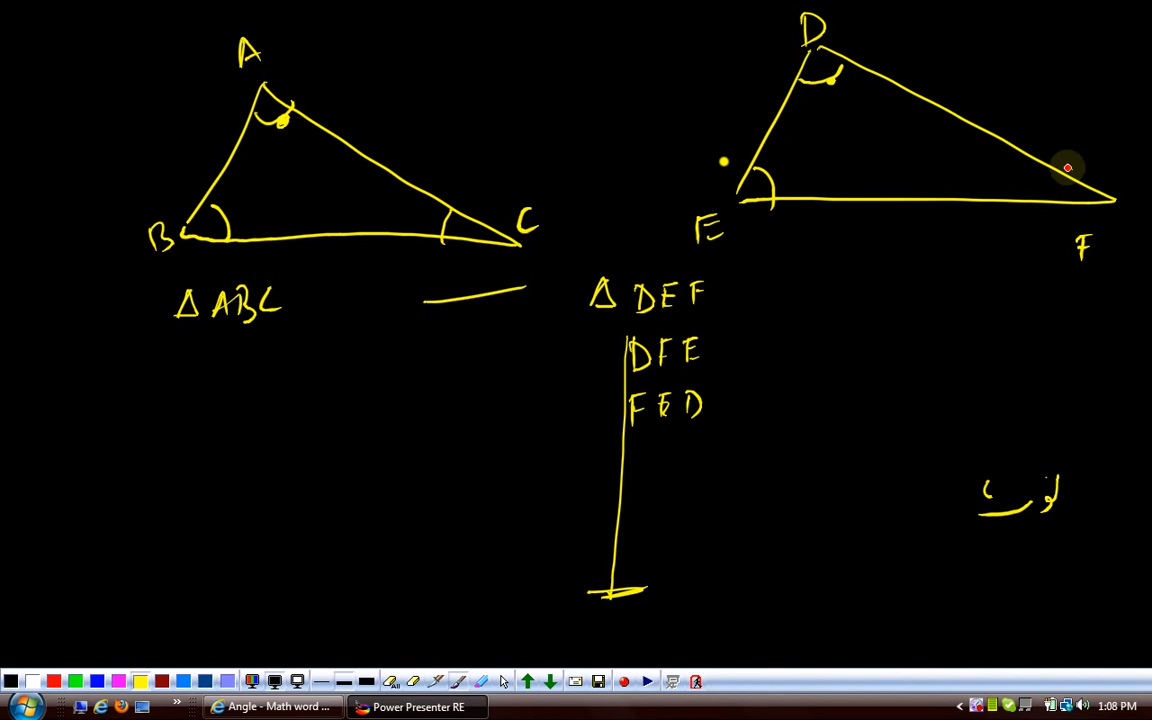 A
D
B
C
E
F
Δ ABC
Δ DEF
DFE
FED
Angle - Math word ...
Power Presenter RE
1:08 PM